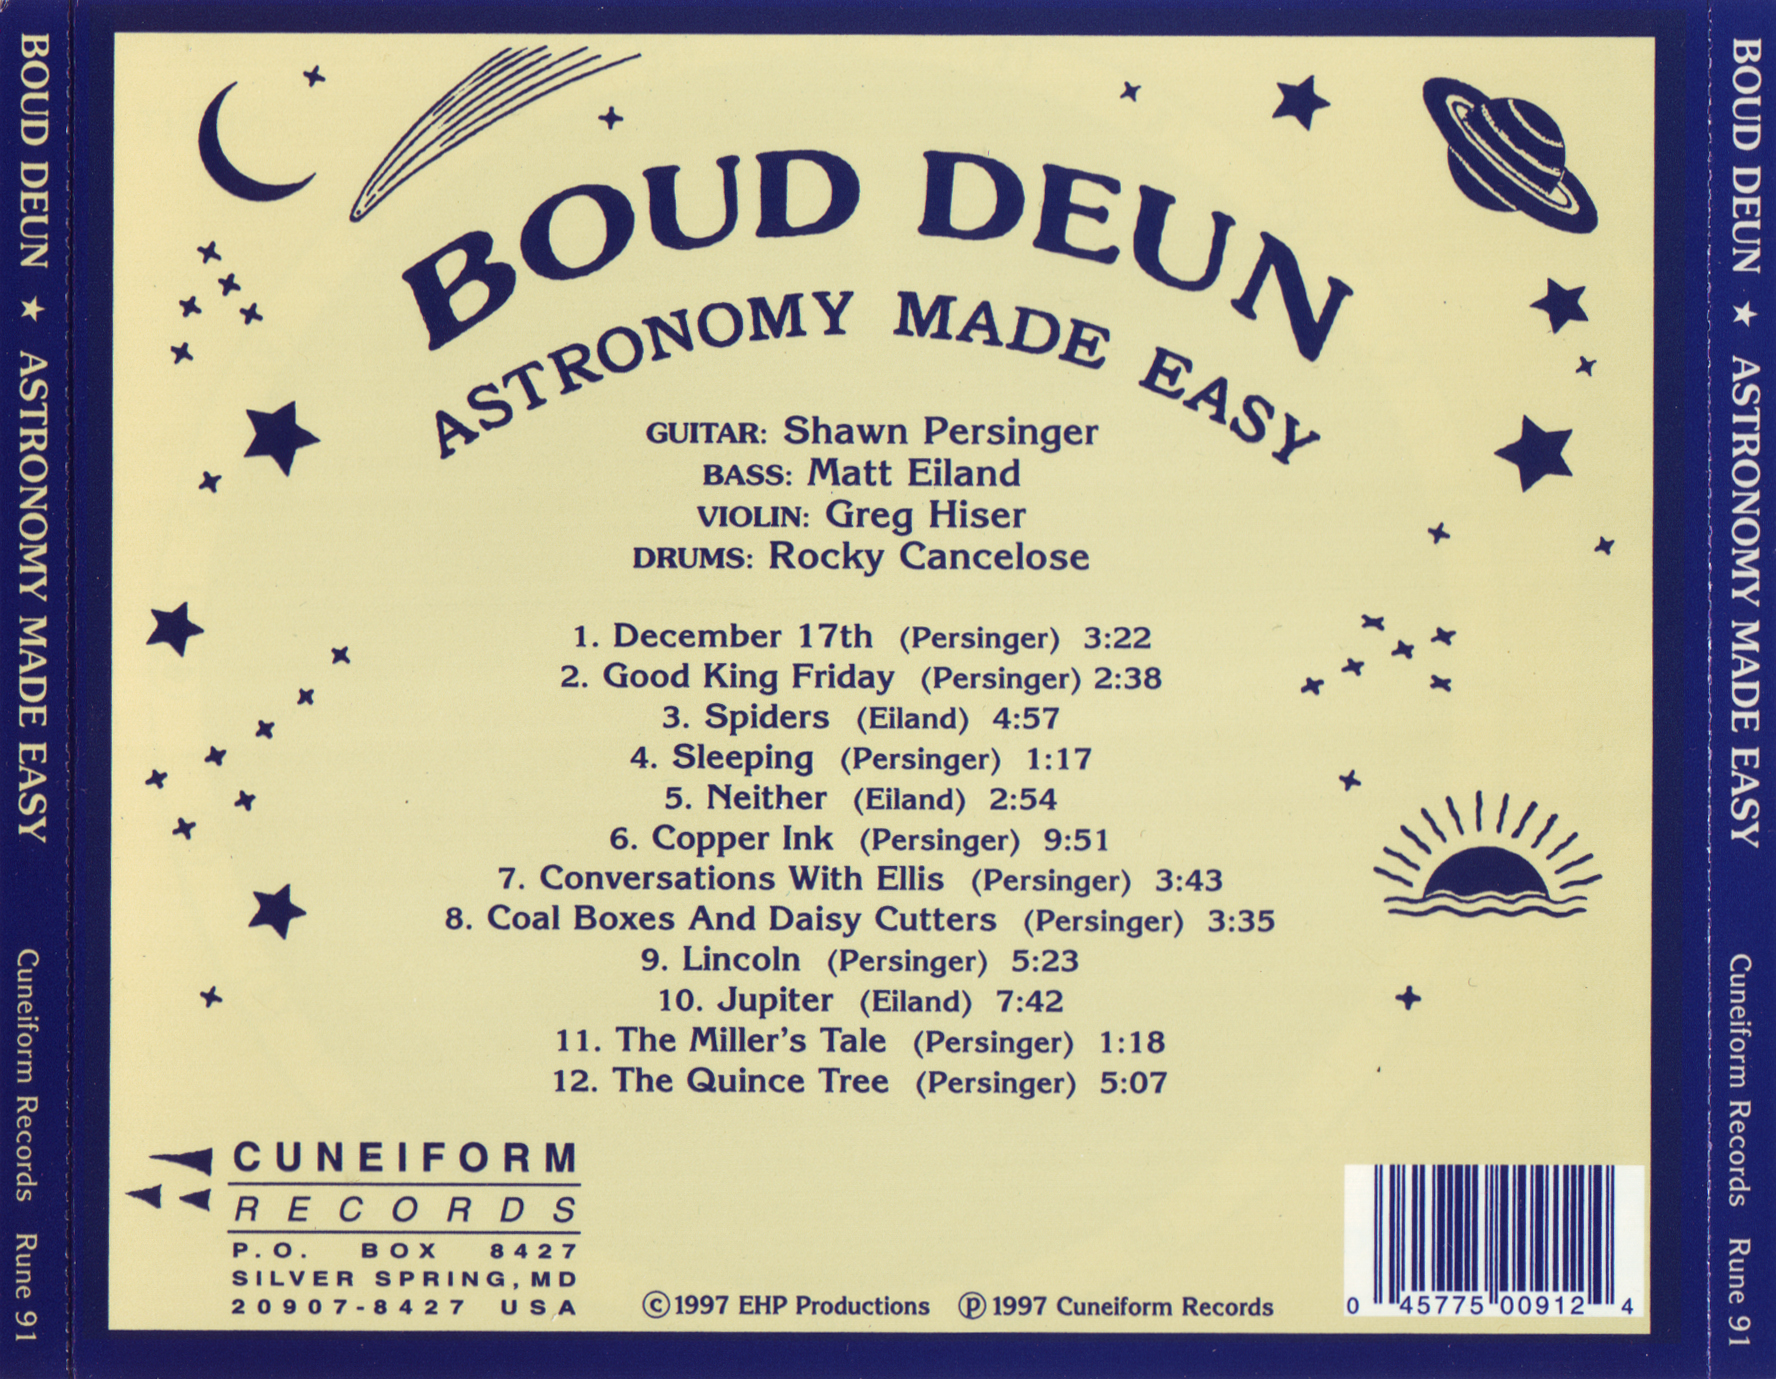 BOUD DEUN ★ ASTRONOMY MADE EASY Cuneiform Records Rune 91
BOUD DEUN
ASTRONOMY MADE EASY
GUITAR: Shawn Persinger
BASS: Matt Eiland
VIOLIN: Greg Hiser
DRUMS: Rocky Cancelose
1. December 17th (Persinger) 3:22
2. Good King Friday (Persinger) 2:38
3. Spiders (Eiland) 4:57
4. Sleeping (Persinger) 1:17
5. Neither (Eiland) 2:54
6. Copper Ink (Persinger) 9:51
7. Conversations With Ellis (Persinger) 3:43
8. Coal Boxes And Daisy Cutters (Persinger) 3:35
9. Lincoln (Persinger) 5:23
10. Jupiter (Eiland) 7:42
11. The Miller's Tale (Persinger) 1:18
12. The Quince Tree (Persinger) 5:07
CUNEIFORM
RECORDS
P.O. BOX 8427
SILVER SPRING, MD
20907-8427 USA
©1997 EHP Productions ℗1997 Cuneiform Records
0 45775 00912 4
BOUD DEUN ★ ASTRONOMY MADE EASY Cuneiform Records Rune 91